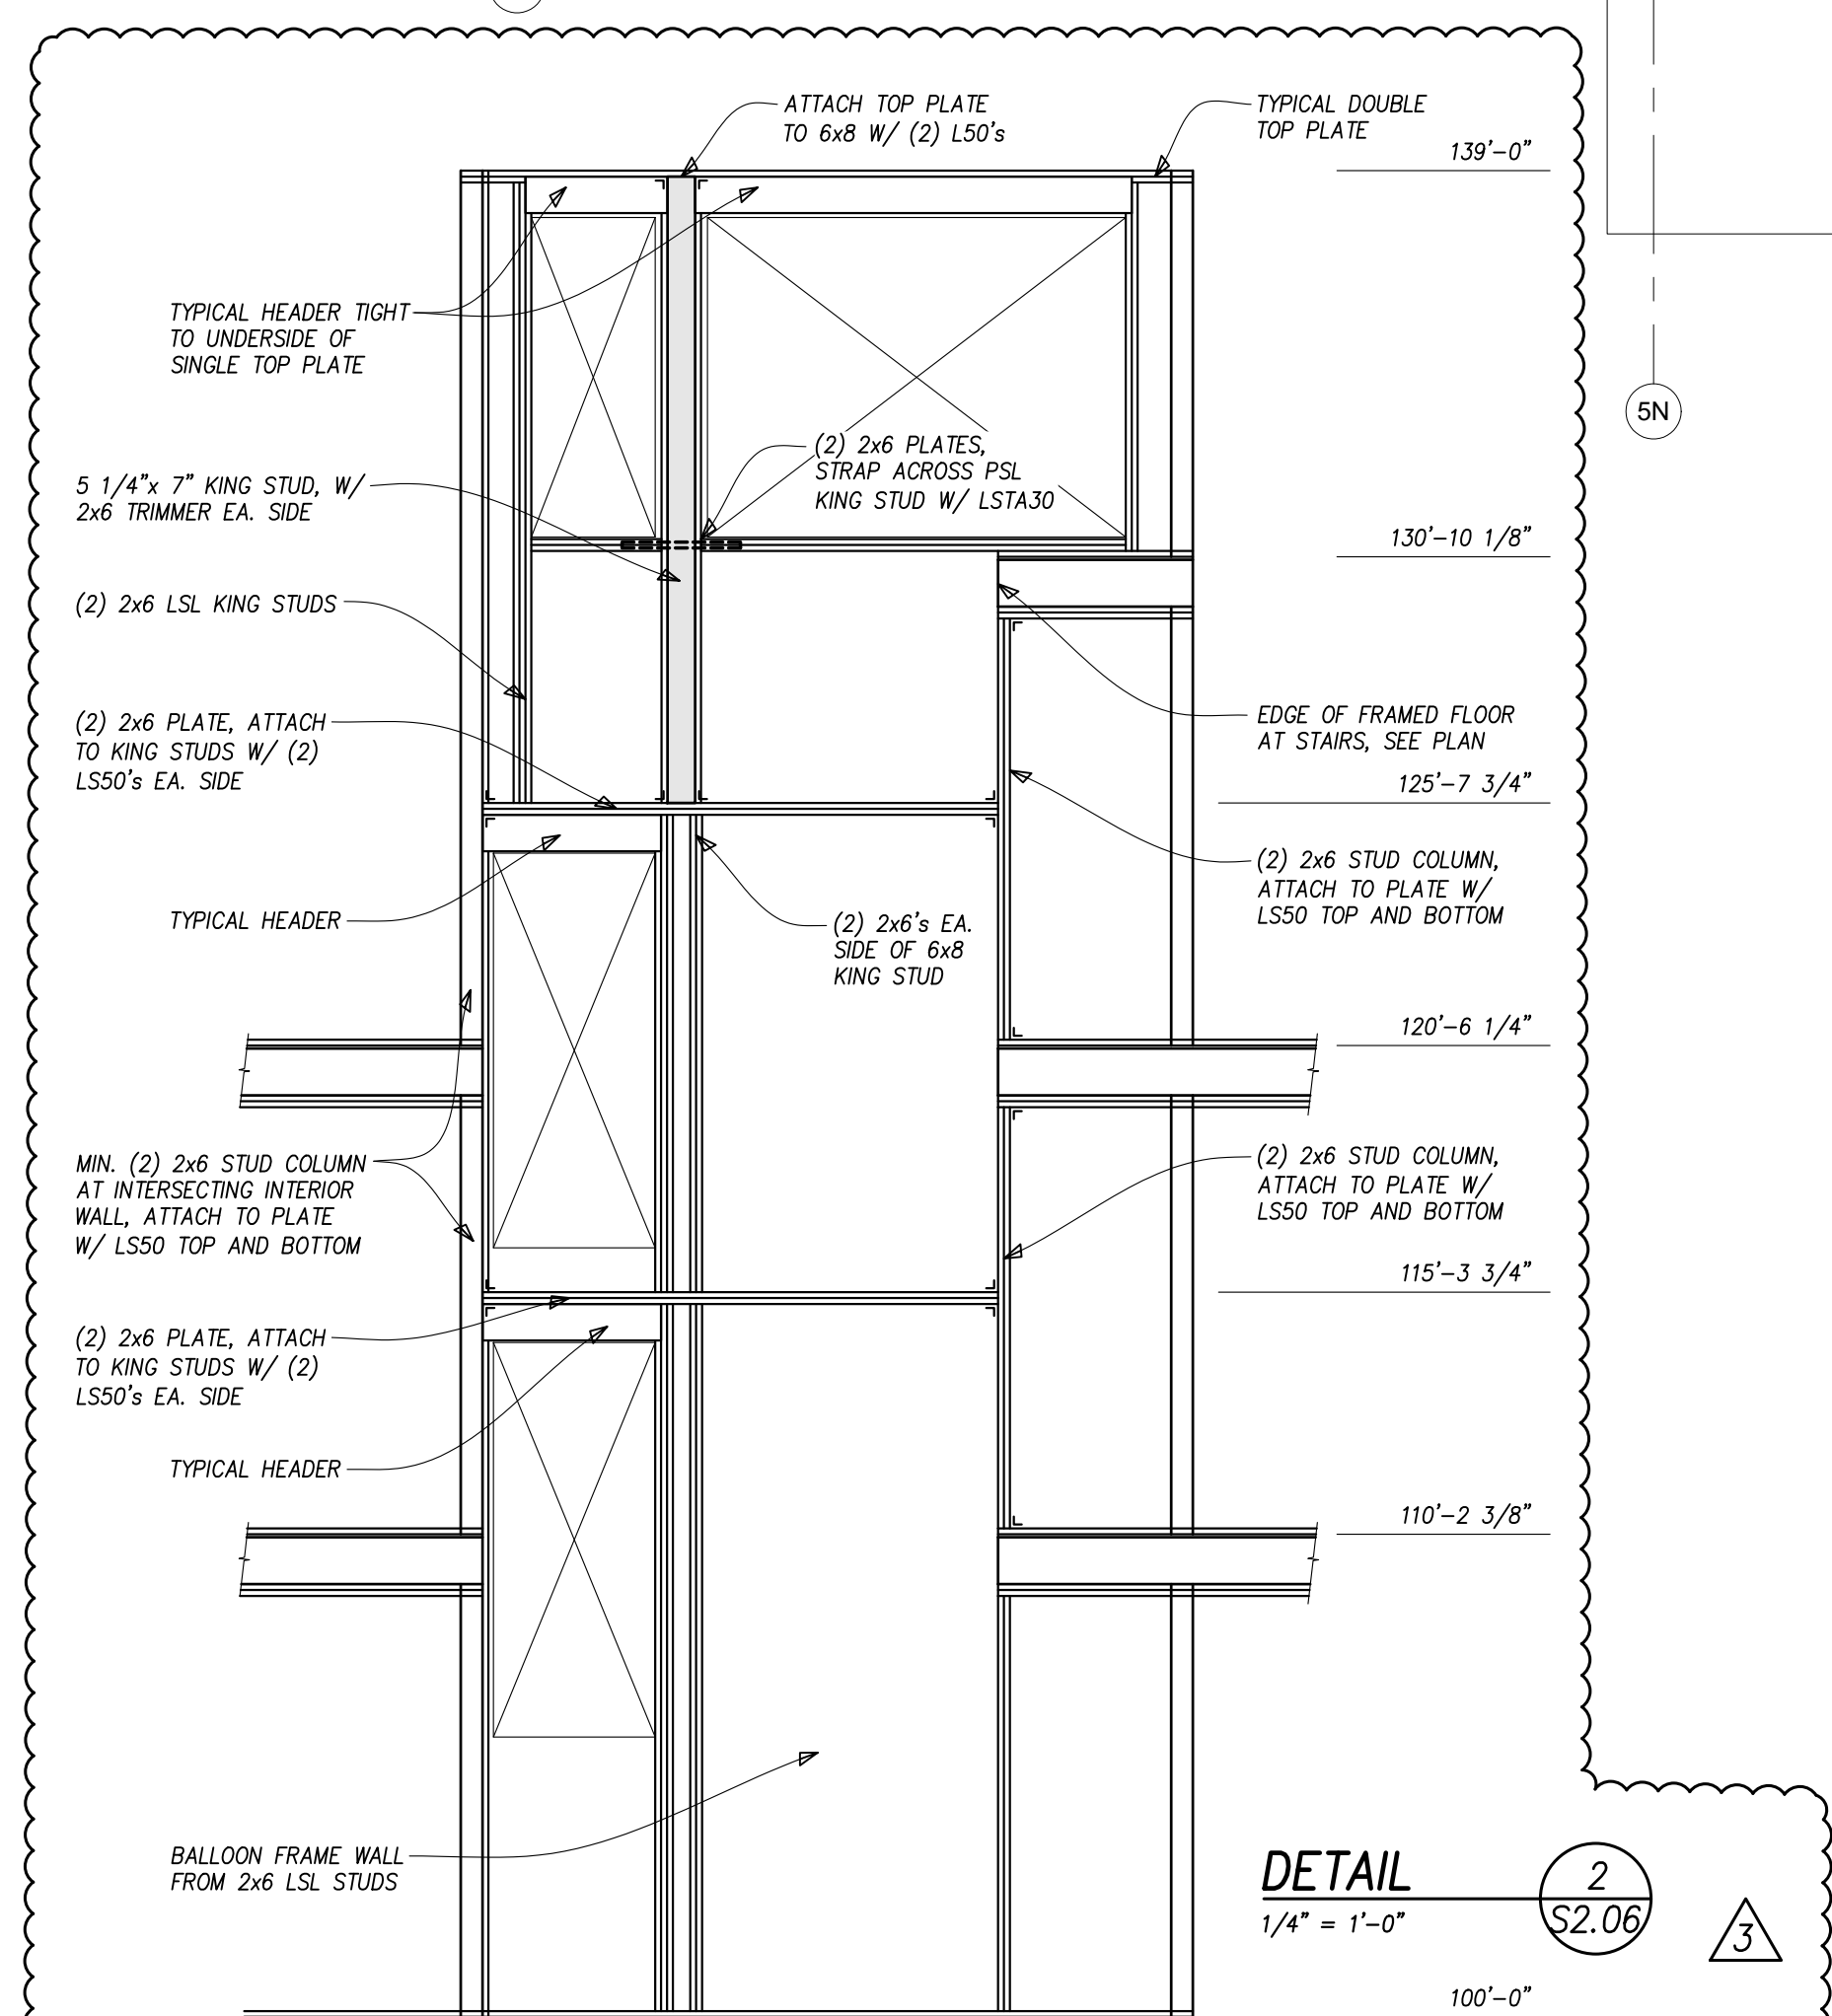 ATTACH TOP PLATE
TO 6x8 W/ (2) L50's
TYPICAL DOUBLE
TOP PLATE
139'-0"
TYPICAL HEADER TIGHT
TO UNDERSIDE OF
SINGLE TOP PLATE
5N
(2) 2x6 PLATES,
STRAP ACROSS PSL
KING STUD W/ LSTA30
5 1/4"x 7" KING STUD, W/
2x6 TRIMMER EA. SIDE
130'-10 1/8"
(2) 2x6 LSL KING STUDS
(2) 2x6 PLATE, ATTACH
TO KING STUDS W/ (2)
LS50's EA. SIDE
EDGE OF FRAMED FLOOR
AT STAIRS, SEE PLAN
125'-7 3/4"
(2) 2x6 STUD COLUMN,
ATTACH TO PLATE W/
LS50 TOP AND BOTTOM
TYPICAL HEADER
(2) 2x6's EA.
SIDE OF 6x8
KING STUD
120'-6 1/4"
MIN. (2) 2x6 STUD COLUMN
AT INTERSECTING INTERIOR
WALL, ATTACH TO PLATE
W/ LS50 TOP AND BOTTOM
(2) 2x6 STUD COLUMN,
ATTACH TO PLATE W/
LS50 TOP AND BOTTOM
115'-3 3/4"
(2) 2x6 PLATE, ATTACH
TO KING STUDS W/ (2)
LS50's EA. SIDE
TYPICAL HEADER
110'-2 3/8"
BALLOON FRAME WALL
FROM 2x6 LSL STUDS
DETAIL
1/4" = 1'-0"
2
S2.06
3
100'-0"